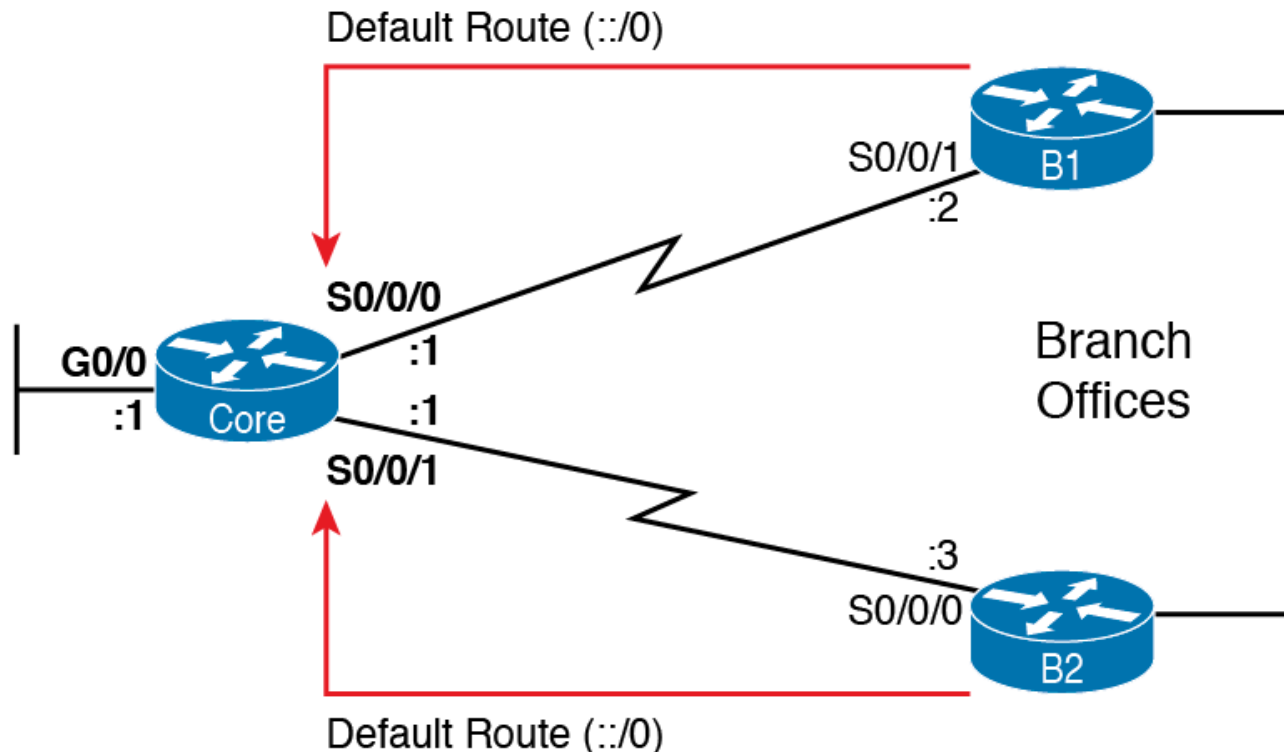 Default Route (::/0)
B1
S0/0/1
:2
S0/0/0
:1
G0/0
:1
Core
:1
S0/0/1
Branch
Offices
:3
S0/0/0
B2
Default Route (::/0)